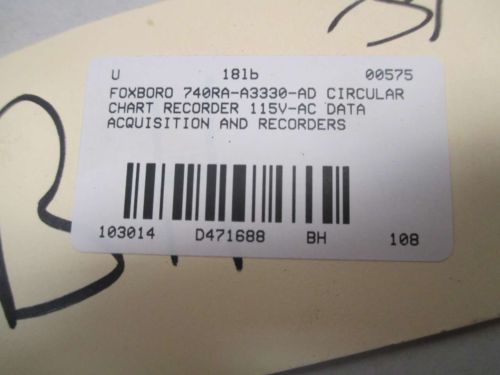 U 18lb 00575
FOXBORO 740RA-A3330-AD CIRCULAR
CHART RECORDER 115V-AC DATA
ACQUISITION AND RECORDERS
103014 D471688 BH 108